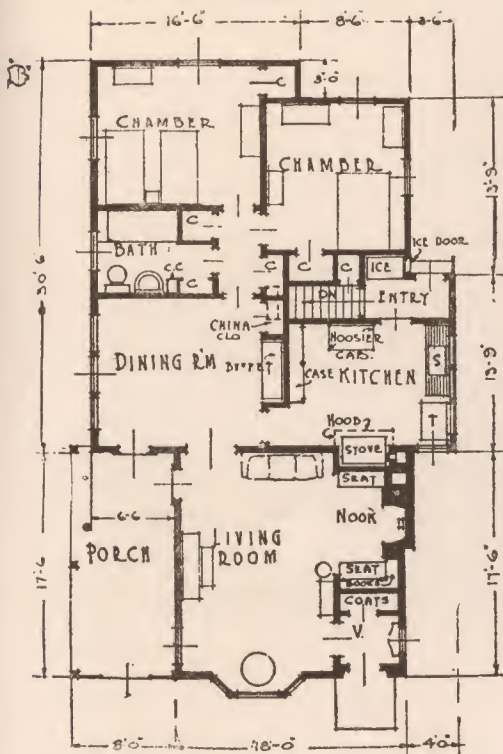 16'-6"
8'-6"
3'-6"
3'-0"
C
CHAMBER
CHAMBER
13'-9"
30'-6"
C
BATH
C.C
C
C
C
C
ICE
ICE DOOR
DN
ENTRY
CHINA
CLO
HOOSIER
CAB.
DINING R'M
BUFFET
CASE
KITCHEN
S
13'-9"
T
HOOD
STOVE
SEAT
6-6
NOOK
PORCH
LIVING
ROOM
17'-6
SEAT
BOOKS
COATS
V.
17'-6"
8'-0"
18'-0"
4'-0"